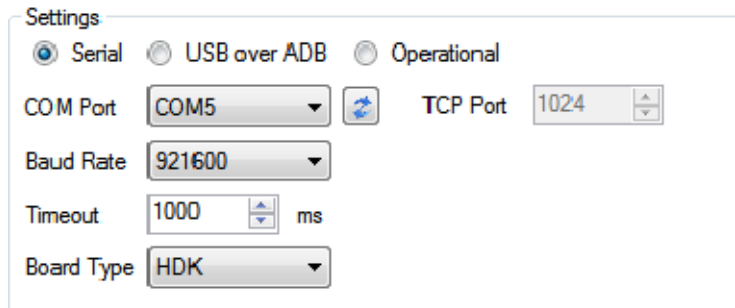 Settings
Serial USB over ADB Operational
COM Port COM5 TCP Port 1024
Baud Rate 921600
Timeout 1000 ms
Board Type HDK